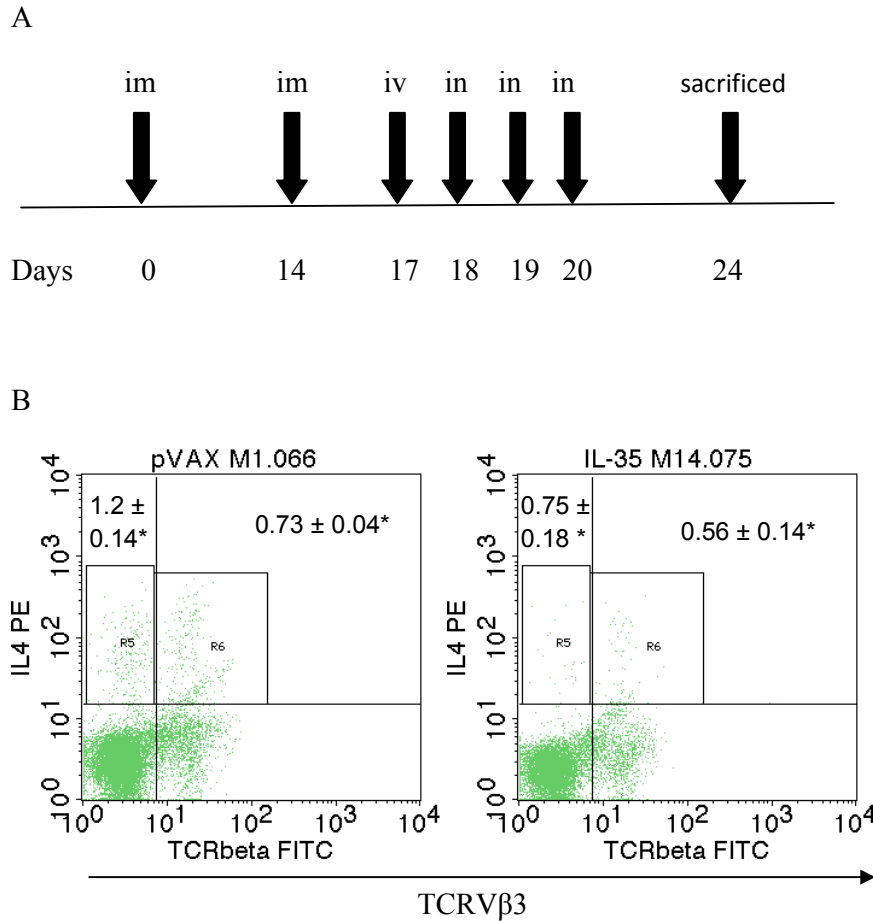 A
im im iv in in in sacrificed
Days 0 14 17 18 19 20 24
B
pVAX M1.066
10^4
10^3
10^2
10^1
10^0
IL4 PE
1.2 ±
0.14*
0.73 ± 0.04*
R5
R6
10^0 10^1 10^2 10^3 10^4
TCRbeta FITC
IL-35 M14.075
10^4
10^3
10^2
10^1
10^0
IL4 PE
0.75 ±
0.18 *
0.56 ± 0.14*
R5
R6
10^0 10^1 10^2 10^3 10^4
TCRbeta FITC
TCRVβ3